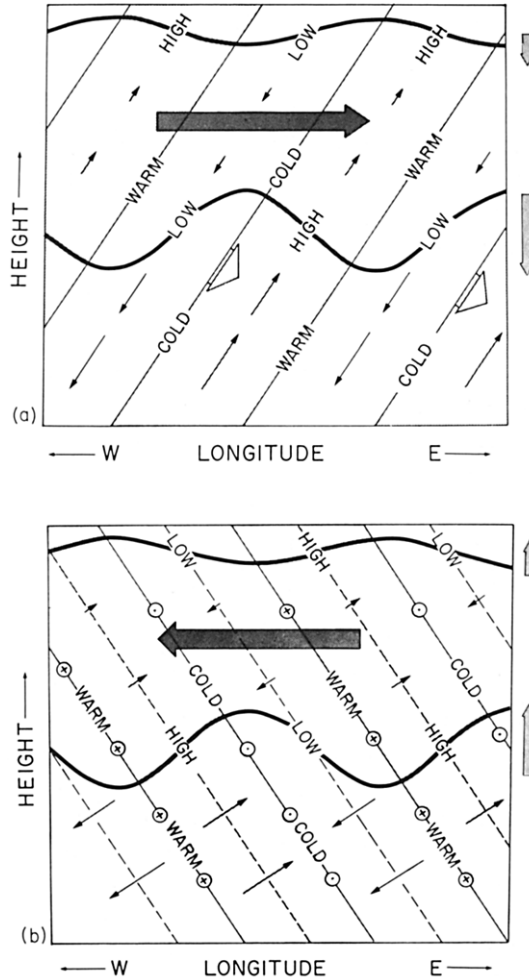 HIGH LOW HIGH
WARM COLD WARM
LOW HIGH LOW
COLD WARM COLD
HEIGHT
(a)
W LONGITUDE E
LOW HIGH
COLD WARM COLD
WARM HIGH LOW HIGH
WARM COLD WARM
HEIGHT
(b)
W LONGITUDE E